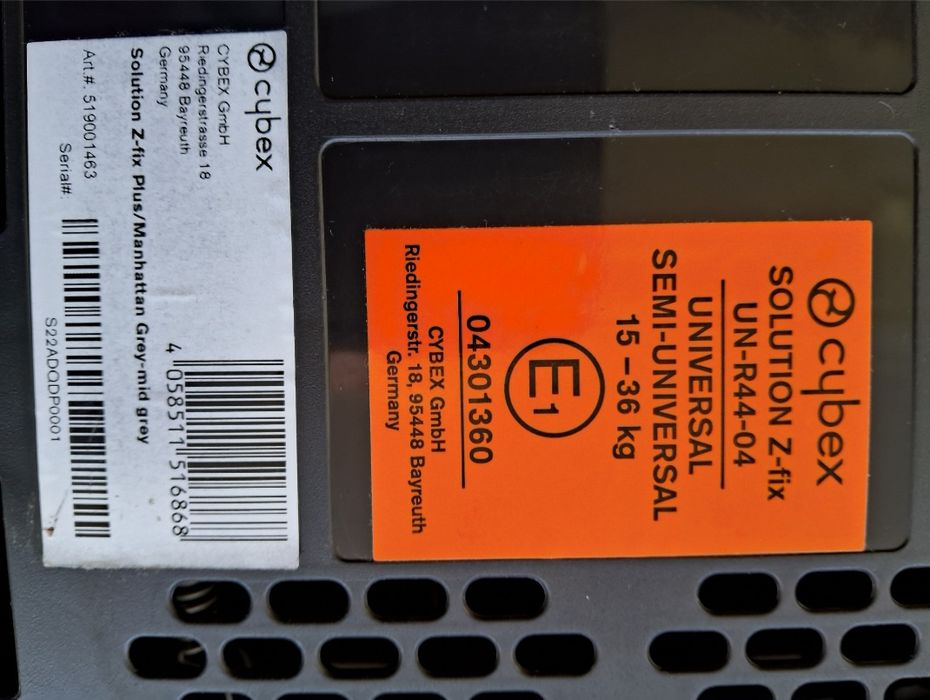 cybex
CYBEX GmbH
Riedingerstrasse 18
95448 Bayreuth
Germany
Solution Z-fix Plus/Manhattan Grey-mid grey
4 058511 516868
Art.#. 519001463
Serial#:
S22ADQDP001
cybex
SOLUTION Z-fix
UN-R44-04
UNIVERSAL
SEMI-UNIVERSAL
15 – 36 kg
E1
04301360
CYBEX GmbH
Riedingerstr. 18, 95448 Bayreuth
Germany